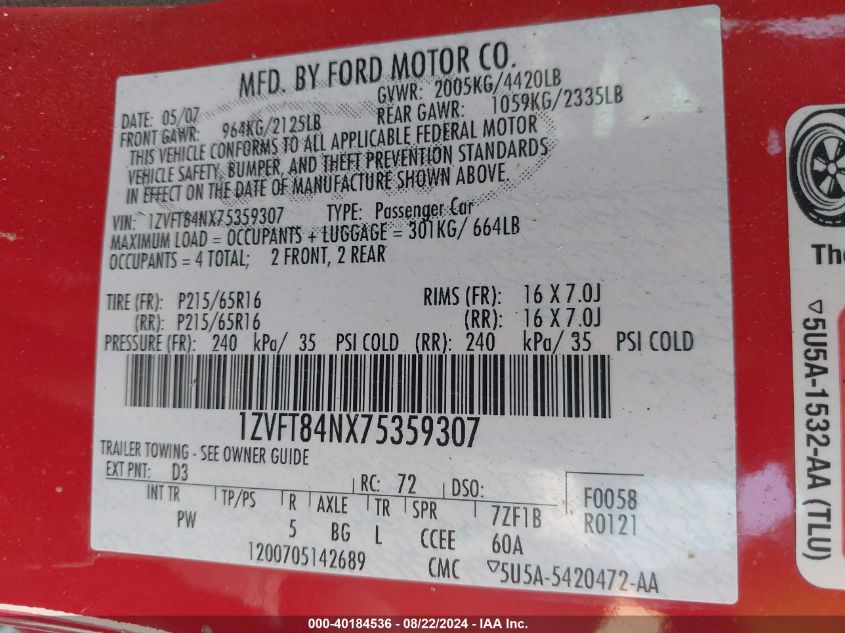 MFD. BY FORD MOTOR CO.
DATE: 05/07
GVWR: 2005KG/4420LB
FRONT GAWR: 964KG/2125LB
REAR GAWR: 1059KG/2335LB
THIS VEHICLE CONFORMS TO ALL APPLICABLE FEDERAL MOTOR
VEHICLE SAFETY, BUMPER, AND THEFT PREVENTION STANDARDS
IN EFFECT ON THE DATE OF MANUFACTURE SHOWN ABOVE.
VIN: 1ZVFT84NX75359307 TYPE: Passenger Car
MAXIMUM LOAD = OCCUPANTS + LUGGAGE = 301KG/ 664LB
OCCUPANTS = 4 TOTAL; 2 FRONT, 2 REAR
TIRE (FR): P215/65R16 RIMS (FR): 16 X 7.0J
(RR): P215/65R16 (RR): 16 X 7.0J
PRESSURE (FR): 240 kPa/ 35 PSI COLD (RR): 240 kPa/ 35 PSI COLD
1ZVFT84NX75359307
TRAILER TOWING - SEE OWNER GUIDE
EXT PNT: D3 RC: 72 DSO:
INT TR TP/PS R AXLE TR SPR 7ZF1B F0058
PW 5 BG L CCEE 60A R0121
1200705142689 CMC ▽5U5A-5420472-AA
The
▽5U5A-1532-AA (TLU)
000-40184536 - 08/22/2024 - IAA Inc.